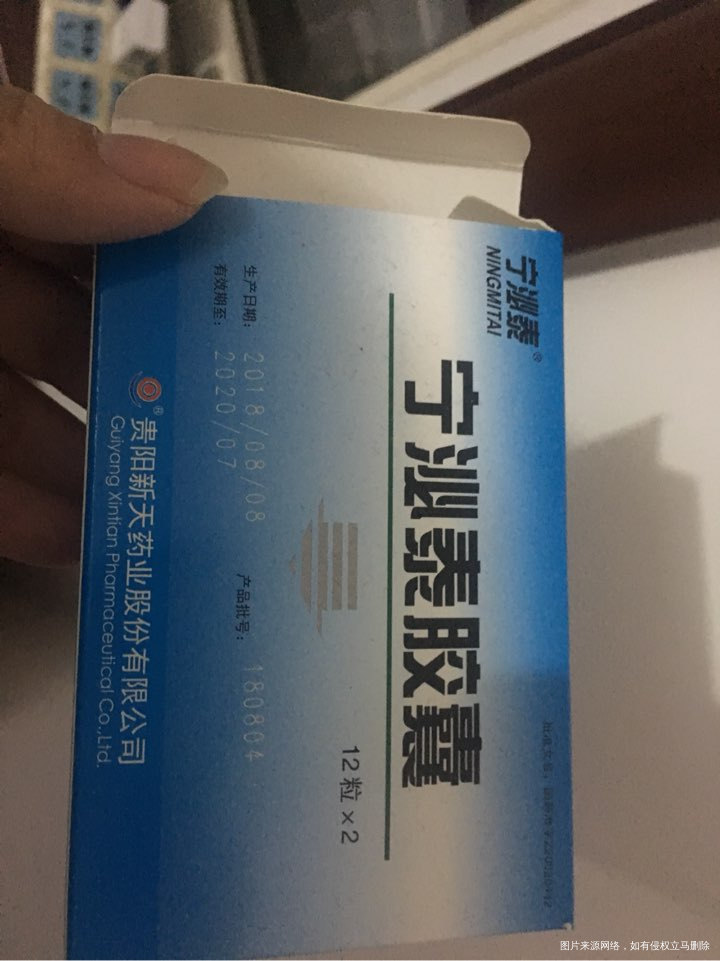 宁泌泰®
NINGMITAI
宁泌泰胶囊
12粒×2
生产日期：2018/08/08
产品批号：180804
有效期至：2020/07
®贵阳新天药业股份有限公司
Guiyang Xintian Pharmaceutical Co.,Ltd.
图片来源网络，如有侵权立马删除